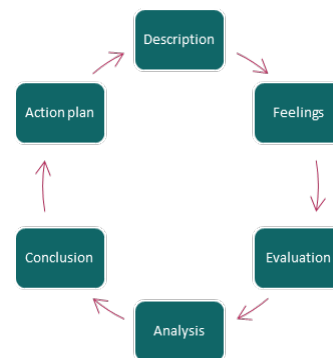 Description
Feelings
Evaluation
Analysis
Conclusion
Action plan